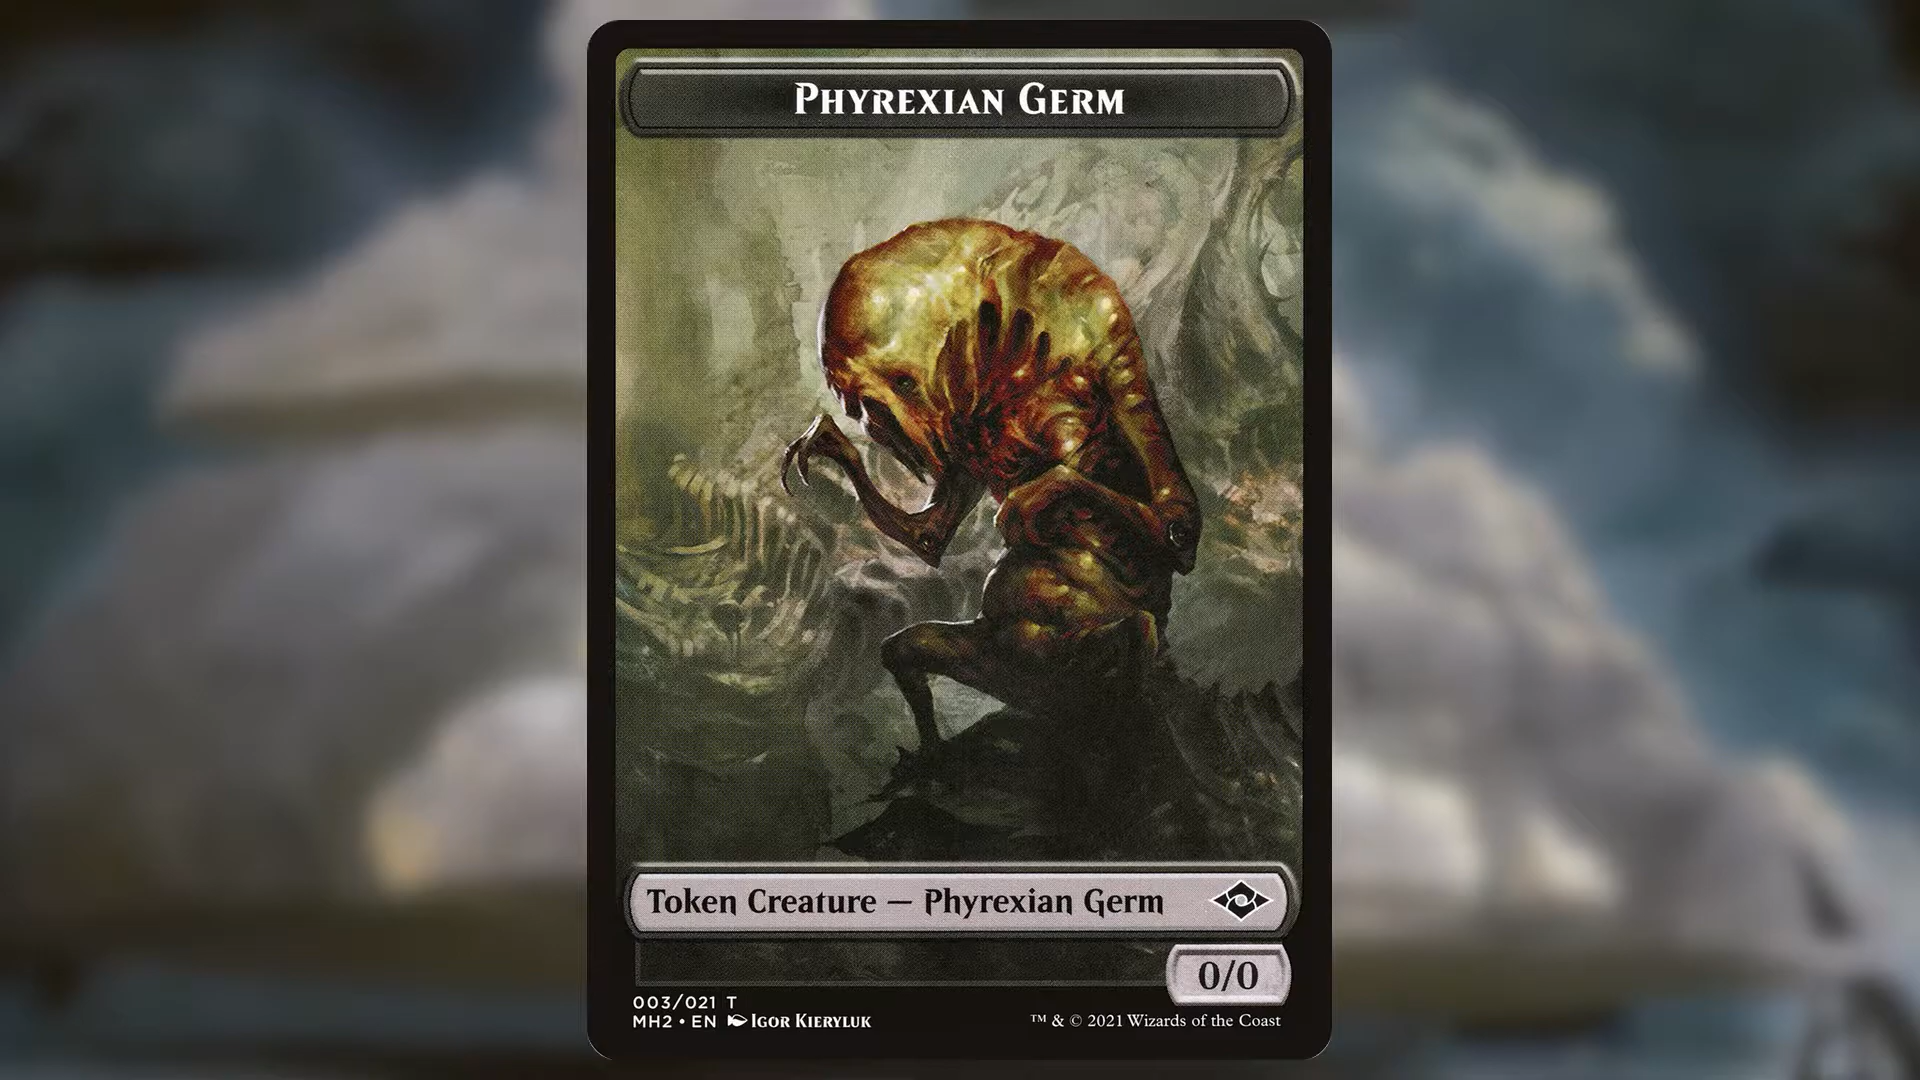 PHYREXIAN GERM
Token Creature — Phyrexian Germ
0/0
003/021 T
MH2 • EN IGOR KIERYLUK
™ & © 2021 Wizards of the Coast